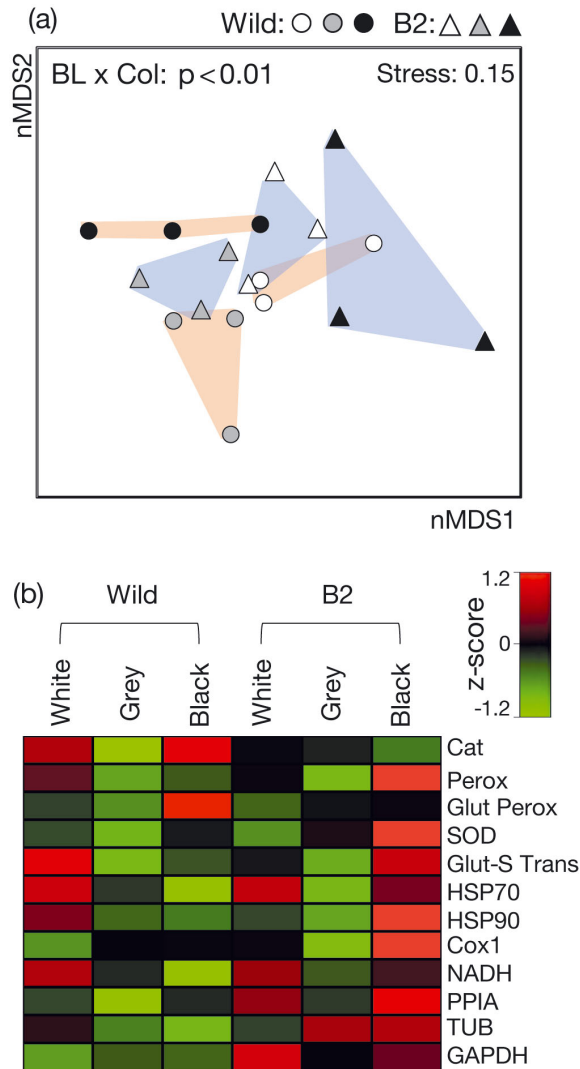 (a)
Wild: B2:
BL x Col: p<0.01 Stress: 0.15
nMDS2
nMDS1
(b)
Wild B2
White Grey Black White Grey Black
1.2
0
-1.2
z-score
Cat
Perox
Glut Perox
SOD
Glut-S Trans
HSP70
HSP90
Cox1
NADH
PPIA
TUB
GAPDH